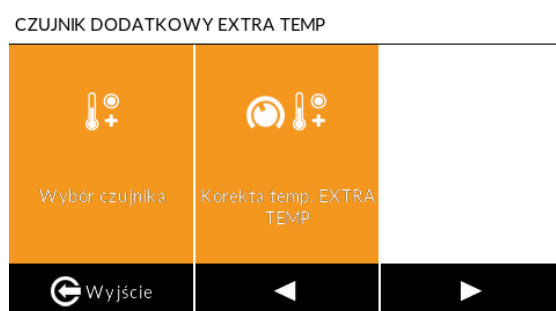 CZUJNIK DODATKOWY EXTRA TEMP
Wybór czujnika
Korekta temp. EXTRA
TEMP
Wyjście